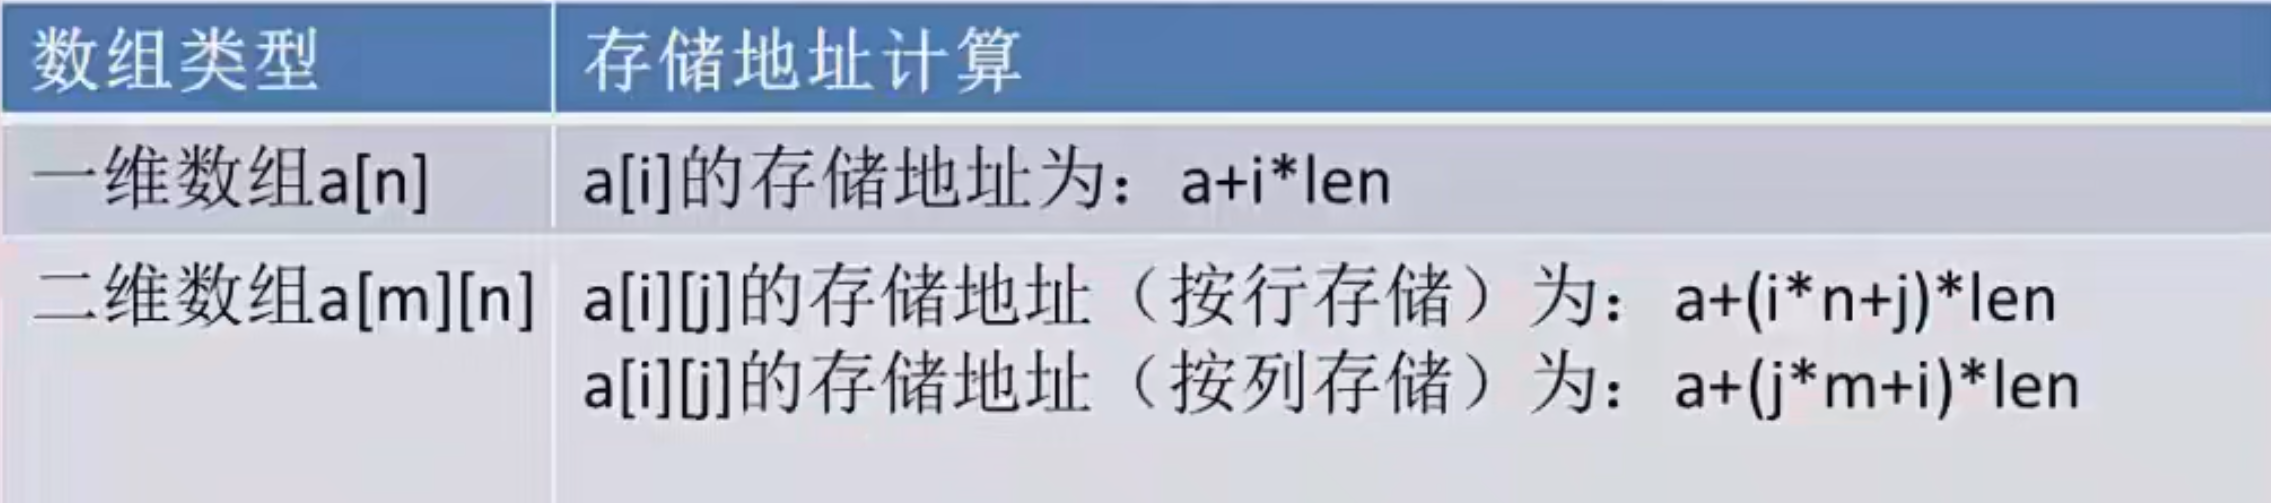 数组类型 存储地址计算
一维数组a[n] a[i]的存储地址为：a+i*len
二维数组a[m][n] a[i][j]的存储地址（按行存储）为：a+(i*n+j)*len
a[i][j]的存储地址（按列存储）为：a+(j*m+i)*len